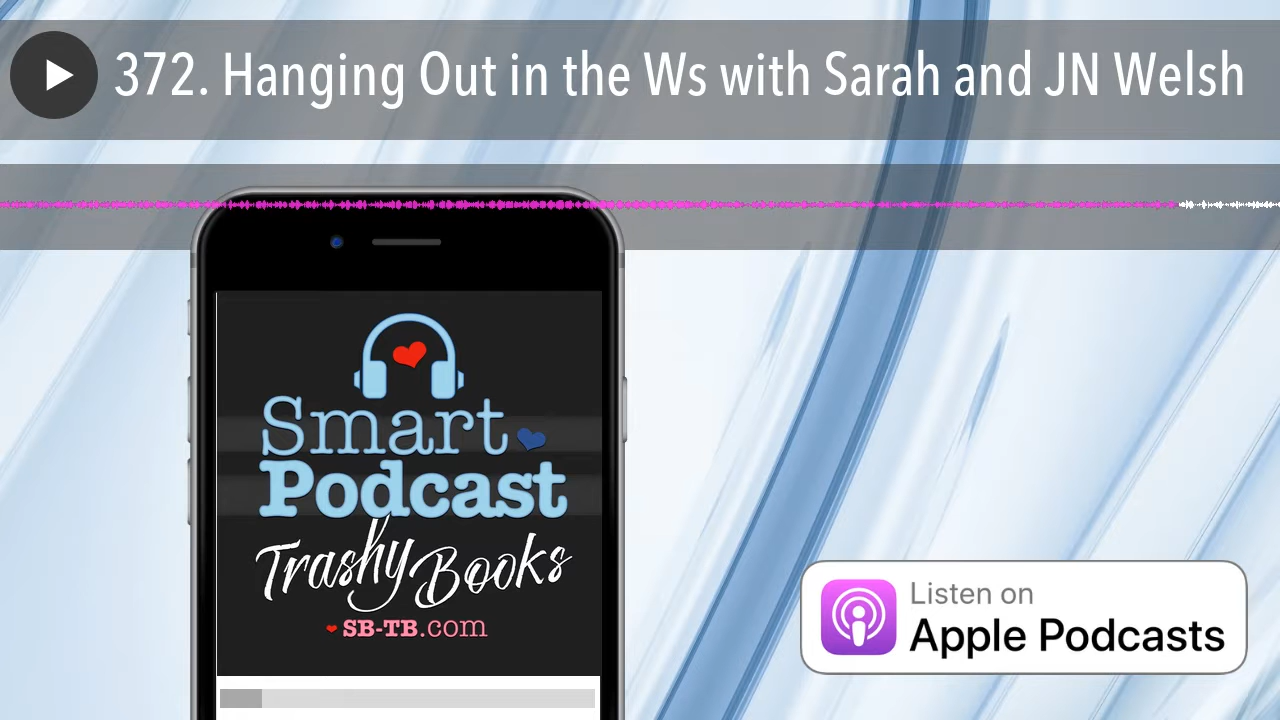 372. Hanging Out in the Ws with Sarah and JN Welsh
Smart
Podcast
Trashy Books
SB-TB.com
Listen on
Apple Podcasts